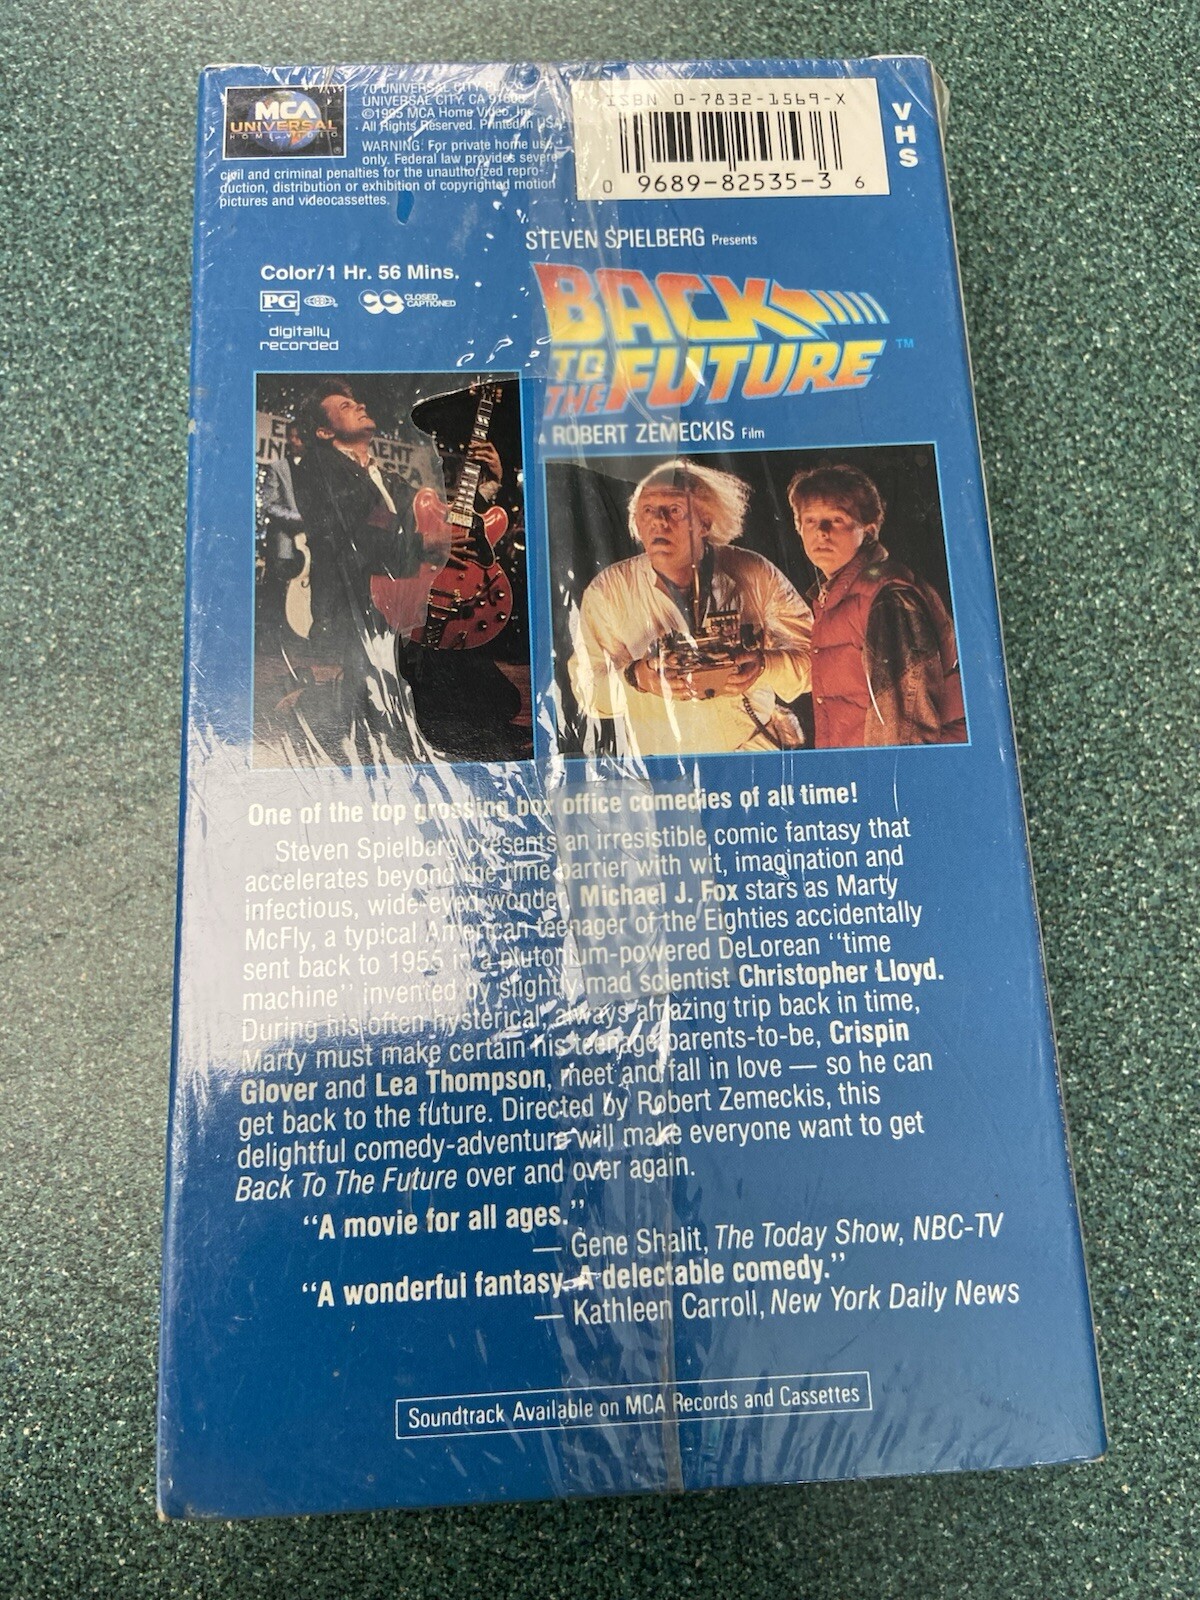 MCA
UNIVERSAL
HOME VIDEO
70 UNIVERSAL CITY PLAZA
UNIVERSAL CITY, CA 91608
©1985 MCA Home Video, Inc.
All Rights Reserved. Printed in USA.
WARNING: For private home use
only. Federal law provides severe
civil and criminal penalties for the unauthorized repro-
duction, distribution or exhibition of copyrighted motion
pictures and videocassettes.
ISBN 0-7832-1569-X
0 9689-82535-3 6
VHS
STEVEN SPIELBERG Presents
Color/1 Hr. 56 Mins.
PG
CLOSED
CAPTIONED
digitally
recorded
BACK
TO
THE FUTURE ™
A ROBERT ZEMECKIS Film
One of the top grossing box office comedies of all time!
Steven Spielberg presents an irresistible comic fantasy that
accelerates beyond the time barrier with wit, imagination and
infectious, wide-eyed wonder. Michael J. Fox stars as Marty
McFly, a typical American teenager of the Eighties accidentally
sent back to 1955 in a plutonium-powered DeLorean “time
machine” invented by slightly mad scientist Christopher Lloyd.
During his often hysterical, always amazing trip back in time,
Marty must make certain his teenage parents-to-be, Crispin
Glover and Lea Thompson, meet and fall in love — so he can
get back to the future. Directed by Robert Zemeckis, this
delightful comedy-adventure will make everyone want to get
Back To The Future over and over again.
“A movie for all ages.”
— Gene Shalit, The Today Show, NBC-TV
“A wonderful fantasy. A delectable comedy.”
— Kathleen Carroll, New York Daily News
Soundtrack Available on MCA Records and Cassettes